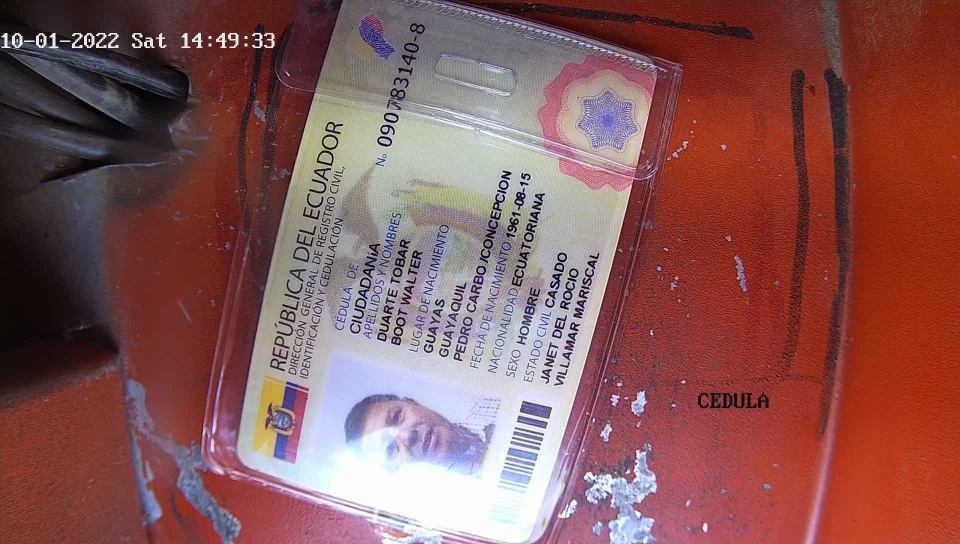 10-01-2022 Sat 14:49:33
REPÚBLICA DEL ECUADOR
DIRECCIÓN GENERAL DE REGISTRO CIVIL,
IDENTIFICACIÓN Y CEDULACIÓN
CÉDULA DE
CIUDADANÍA
No. 090783140-8
APELLIDOS Y NOMBRES
DUARTE TOBAR
BOOT WALTER
LUGAR DE NACIMIENTO
GUAYAS
GUAYAQUIL
PEDRO CARBO /CONCEPCION
FECHA DE NACIMIENTO 1961-08-15
NACIONALIDAD ECUATORIANA
SEXO HOMBRE
ESTADO CIVIL CASADO
JANET DEL ROCIO
VILLAMAR MARISCAL
CEDULA